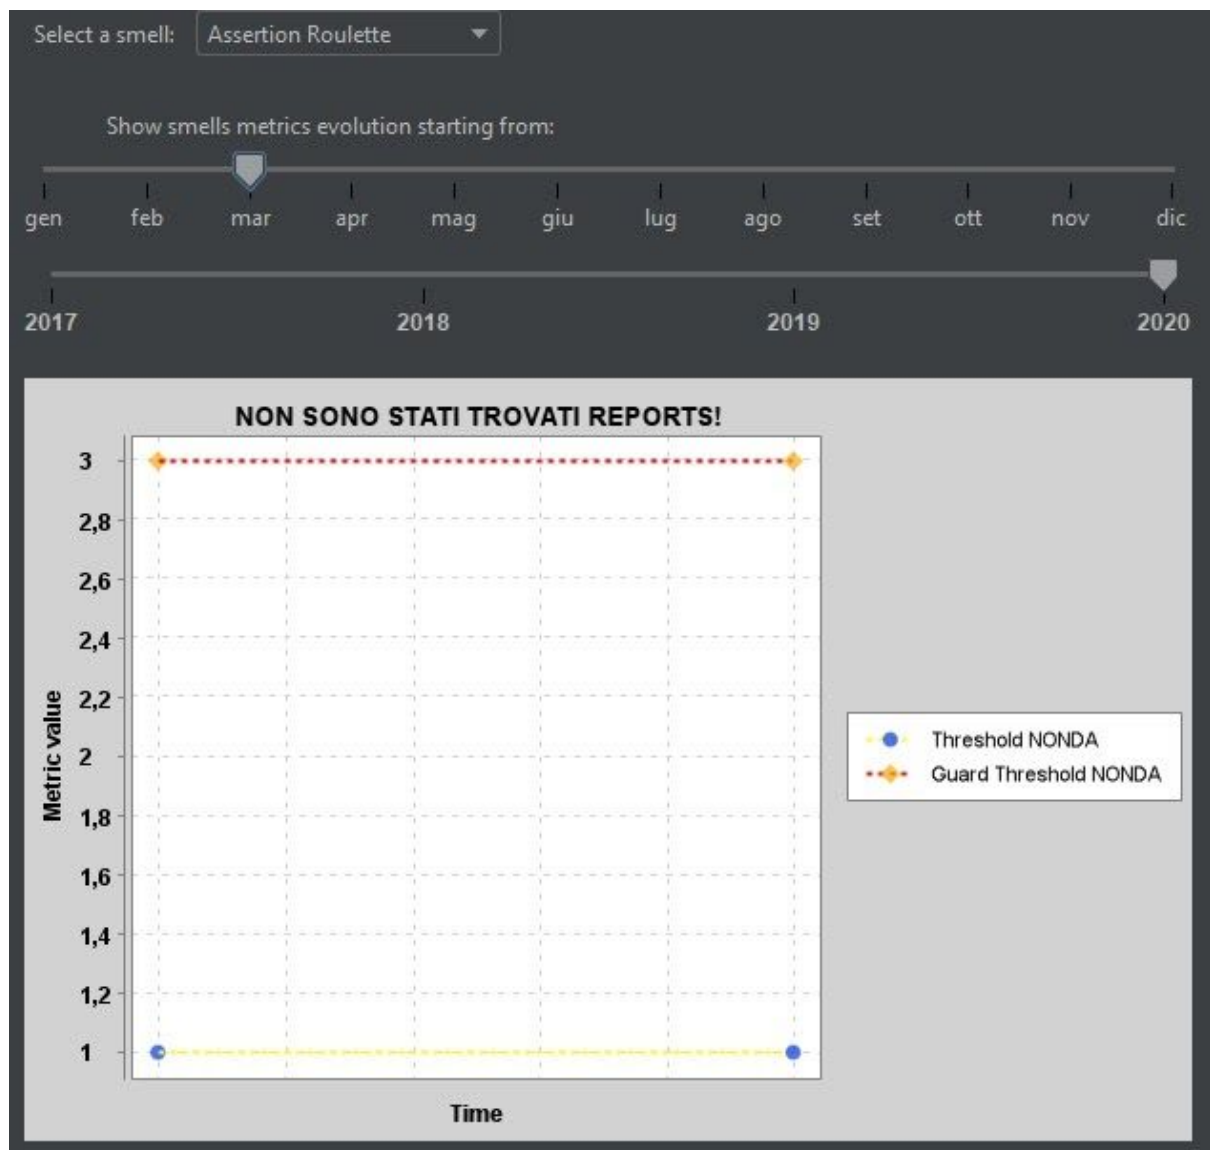 Select a smell: Assertion Roulette
Show smells metrics evolution starting from:
gen feb mar apr mag giu lug ago set ott nov dic
2017 2018 2019 2020
NON SONO STATI TROVATI REPORTS!
3
2,8
2,6
2,4
2,2
2
1,8
1,6
1,4
1,2
1
Metric value
Time
Threshold NONDA
Guard Threshold NONDA